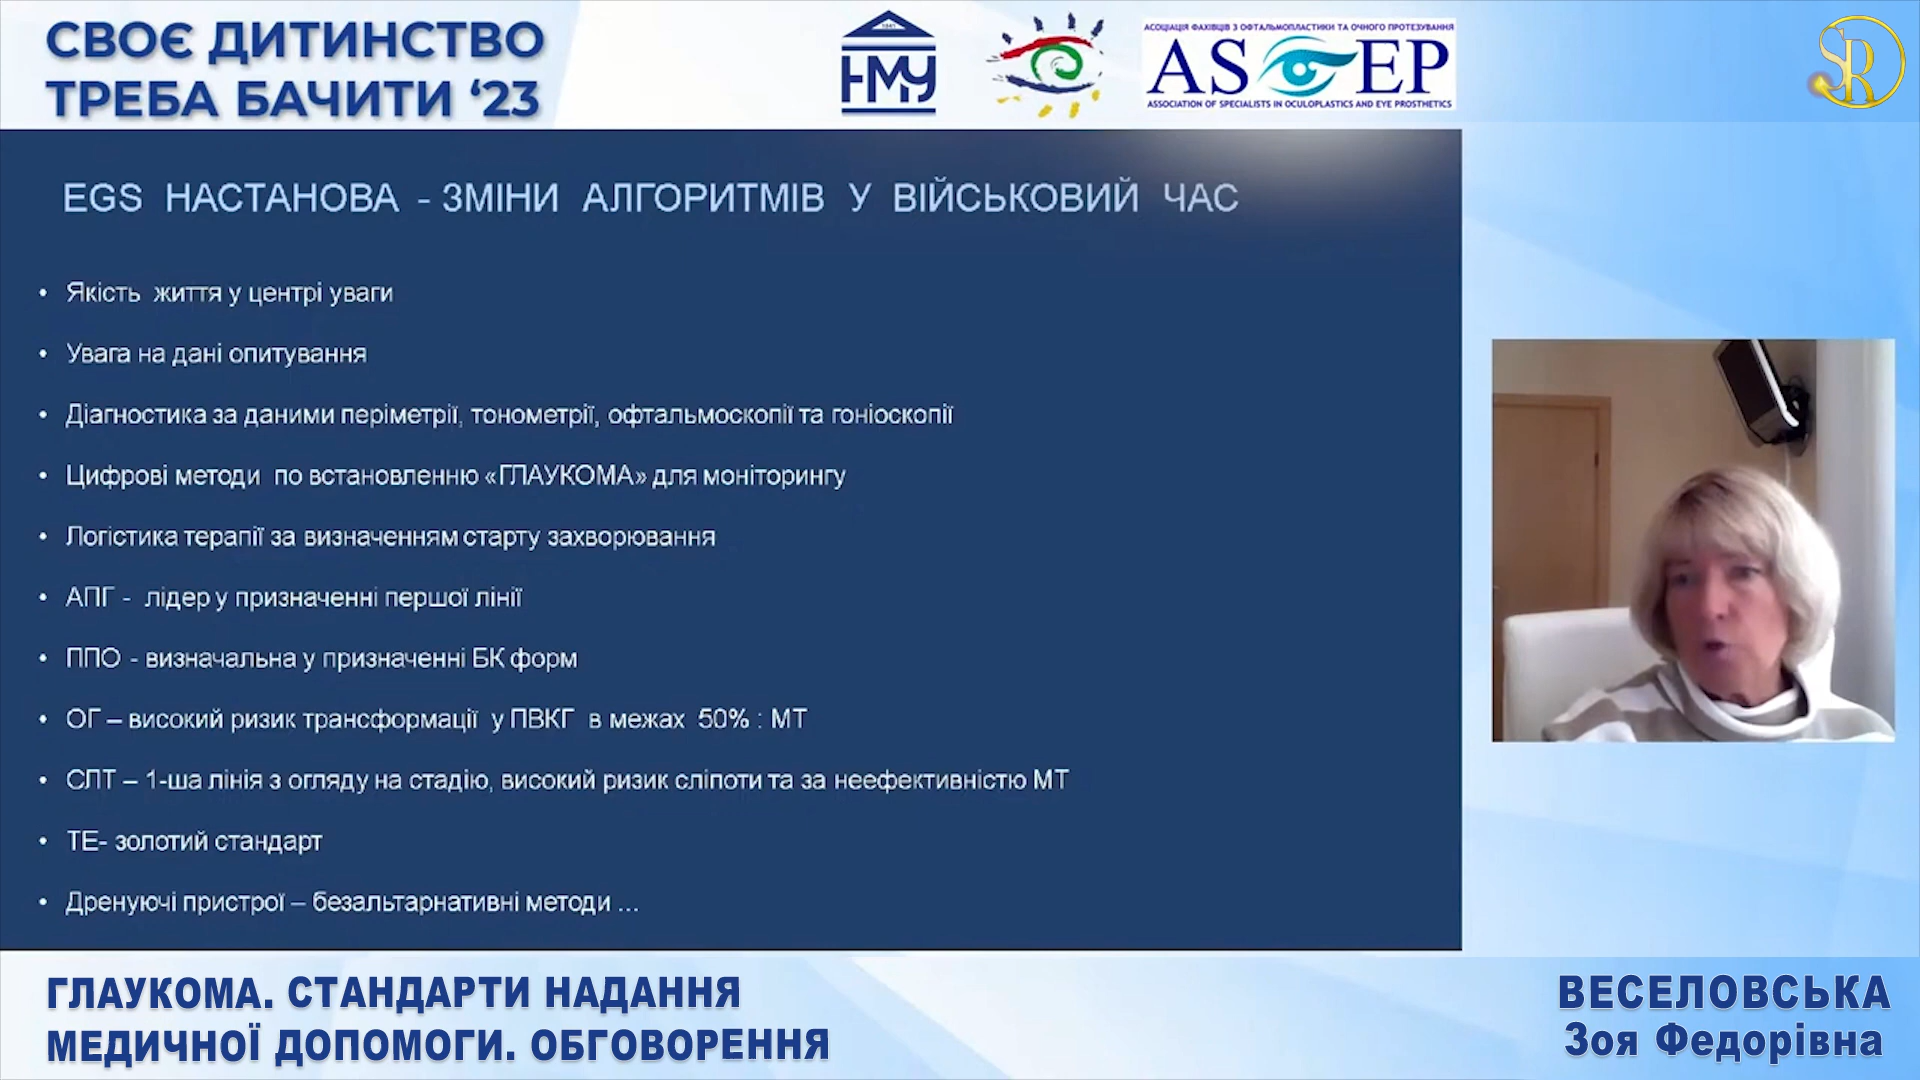 СВОЄ ДИТИНСТВО
ТРЕБА БАЧИТИ ‘23
1841
НМУ
АСОЦІАЦІЯ ФАХІВЦІВ З ОФТАЛЬМОПЛАСТИКИ ТА ОЧНОГО ПРОТЕЗУВАННЯ
ASEP
ASSOCIATION OF SPECIALISTS IN OCULOPLASTICS AND EYE PROSTHETICS
SR
EGS НАСТАНОВА - ЗМІНИ АЛГОРИТМІВ У ВІЙСЬКОВИЙ ЧАС
• Якість життя у центрі уваги
• Увага на дані опитування
• Діагностика за даними періметрії, тонометрії, офтальмоскопії та гоніоскопії
• Цифрові методи по встановленню «ГЛАУКОМА» для моніторингу
• Логістика терапії за визначенням старту захворювання
• АПГ - лідер у призначенні першої лінії
• ППО - визначальна у призначенні БК форм
• ОГ – високий ризик трансформації у ПВКГ в межах 50% : МТ
• СЛТ – 1-ша лінія з огляду на стадію, високий ризик сліпоти та за неефективністю МТ
• ТЕ- золотий стандарт
• Дренуючі пристрої – безальтарнативні методи ...
ГЛАУКОМА. СТАНДАРТИ НАДАННЯ
МЕДИЧНОЇ ДОПОМОГИ. ОБГОВОРЕННЯ
ВЕСЕЛОВСЬКА
Зоя Федорівна